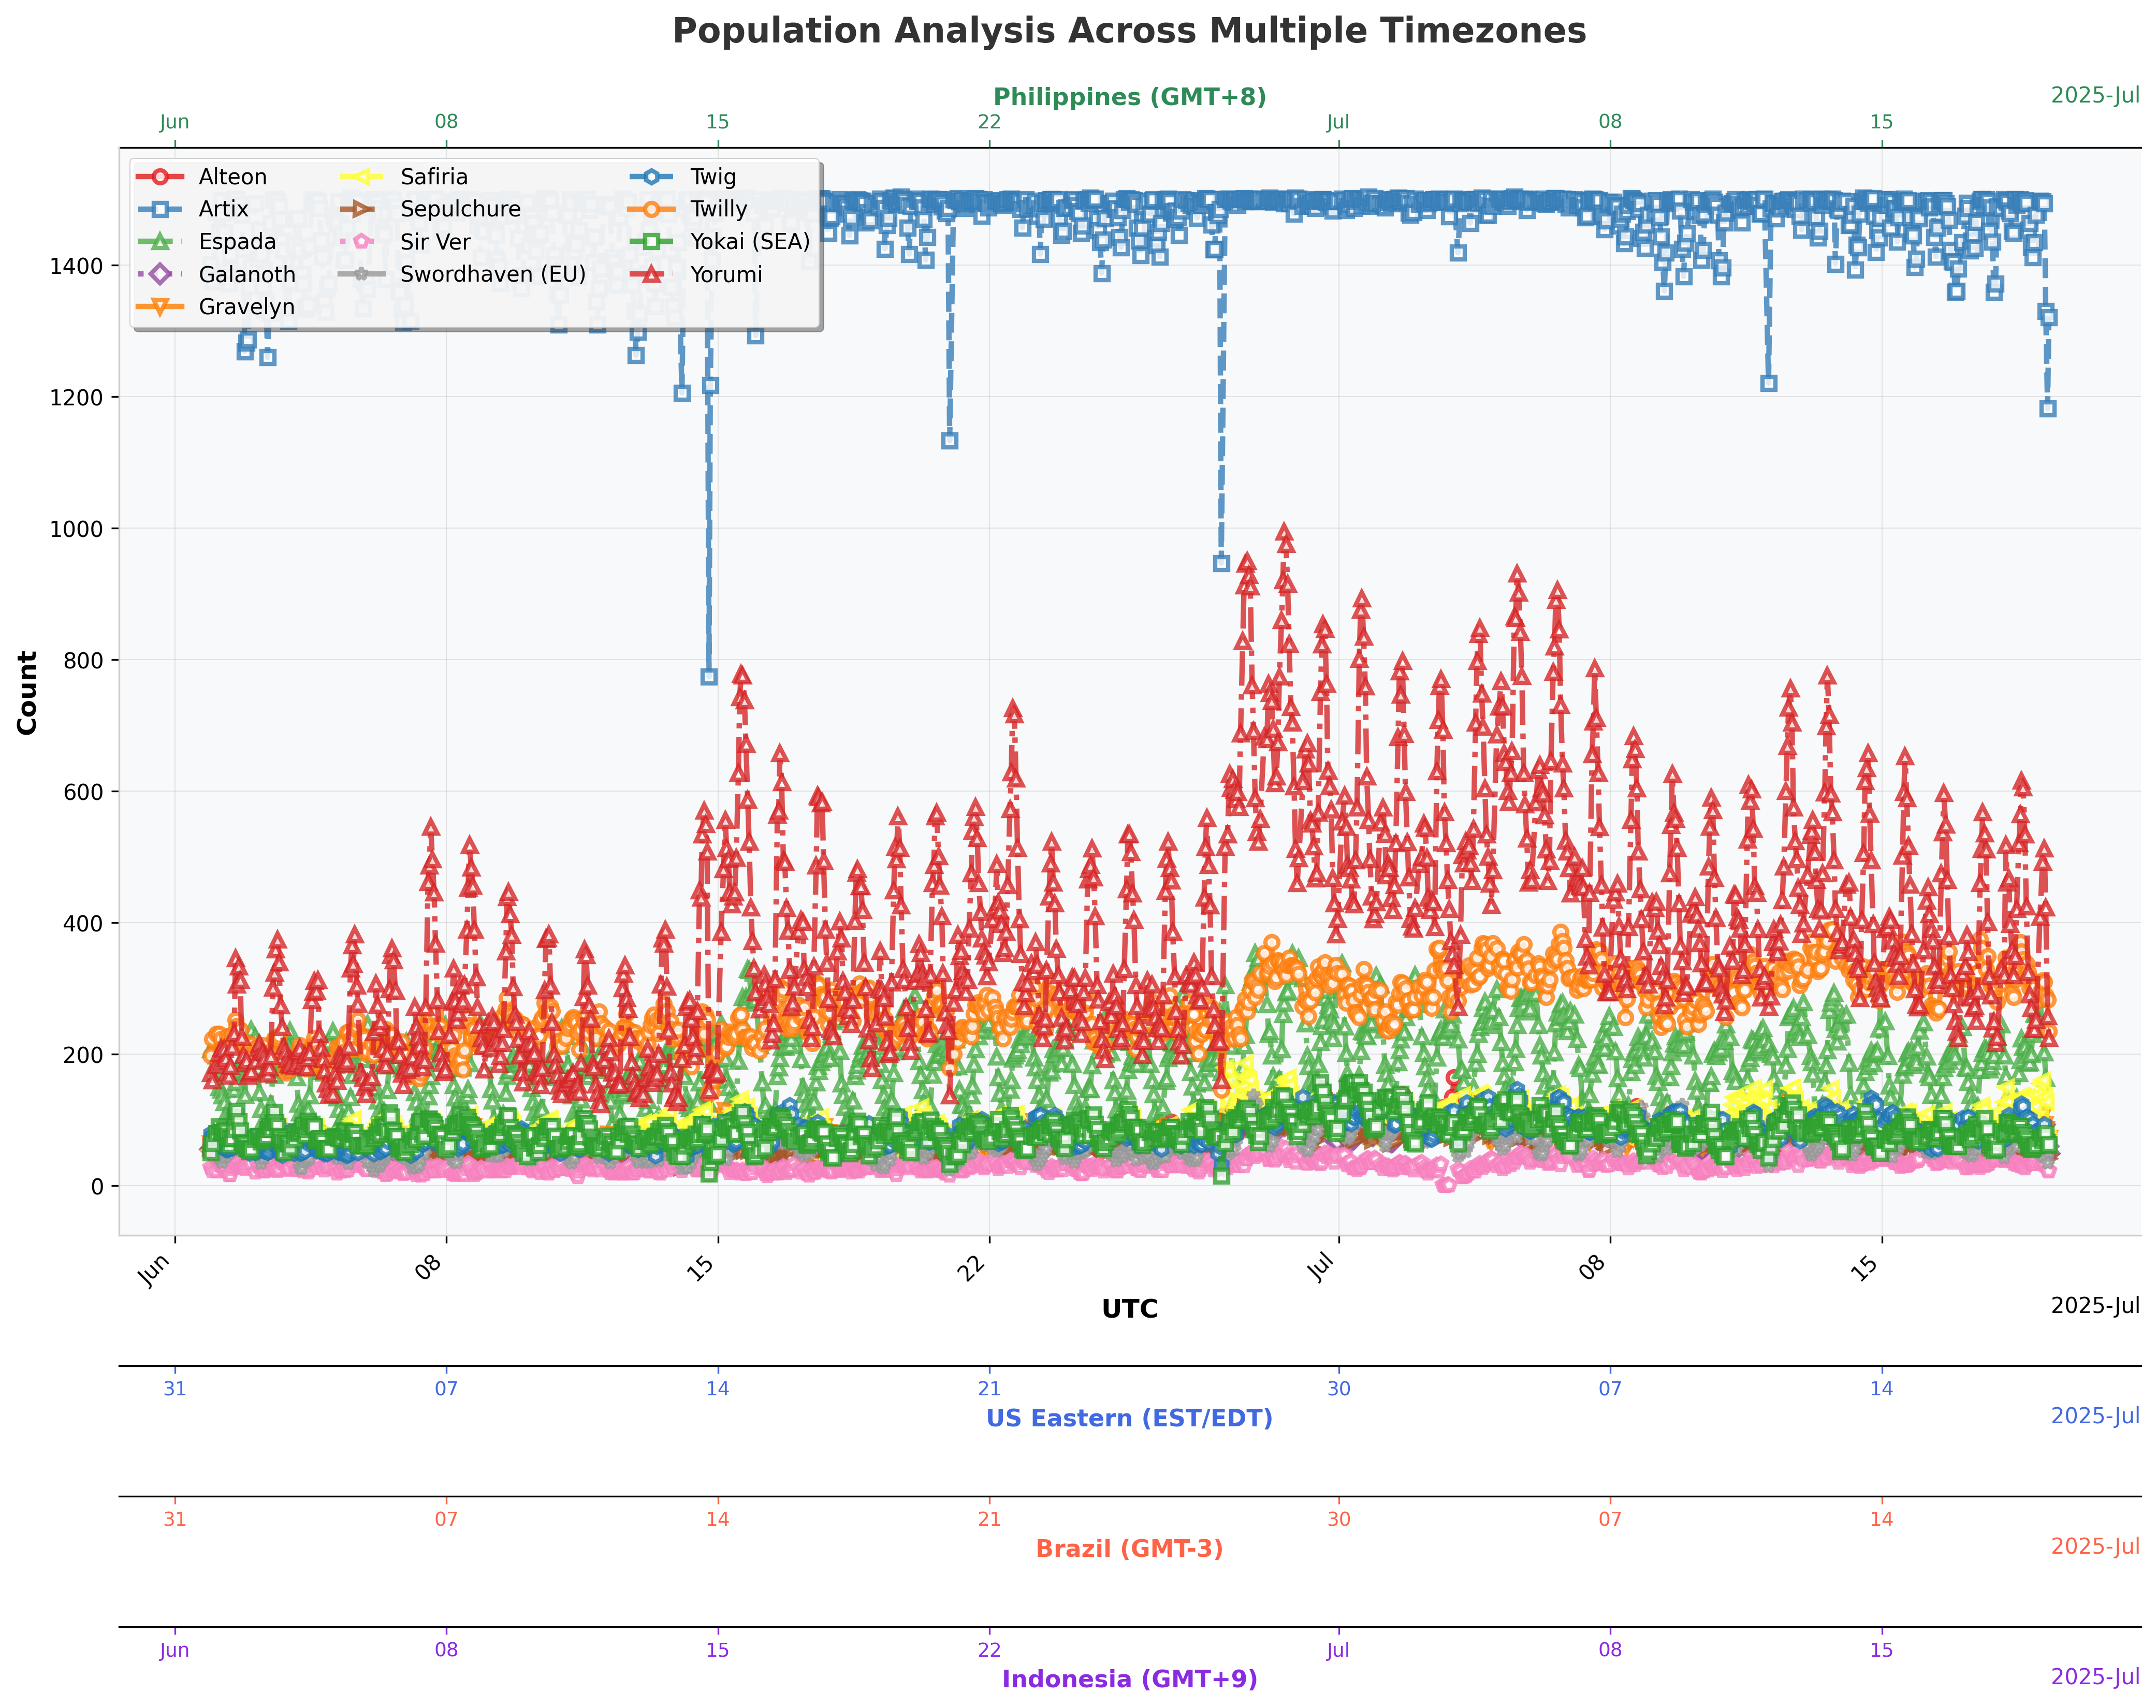 Population Analysis Across Multiple Timezones
Philippines (GMT+8)
2025-Jul
Jun 08 15 22 Jul 08 15
Alteon Safiria Twig
Artix Sepulchure Twilly
Espada Sir Ver Yokai (SEA)
Galanoth Swordhaven (EU) Yorumi
Gravelyn
1400
1200
1000
800
600
400
200
0
Count
Jun 08 15 22 Jul 08 15
UTC
2025-Jul
31 07 14 21 30 07 14
US Eastern (EST/EDT)
2025-Jul
31 07 14 21 30 07 14
Brazil (GMT-3)
2025-Jul
Jun 08 15 22 Jul 08 15
Indonesia (GMT+9)
2025-Jul